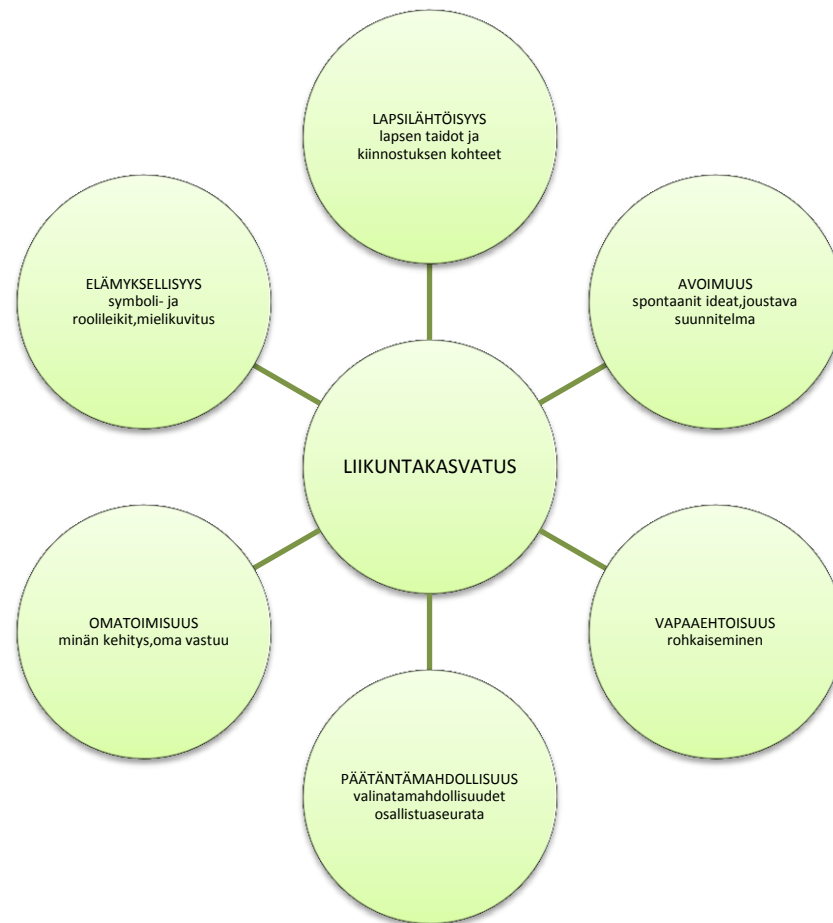 LAPSILÄHTÖISYYS
lapsen taidot ja
kiinnostuksen kohteet
ELÄMYKSELLISYYS
symboli- ja
roolileikit,mielikuvitus
AVOIMUUS
spontaanit ideat,joustava
suunnitelma
LIIKUNTAKASVATUS
OMATOIMISUUS
minän kehitys,oma vastuu
VAPAAEHTOISUUS
rohkaiseminen
PÄÄTÄNTÄMAHDOLLISUUS
valinatamahdollisuudet
osallistuaseurata